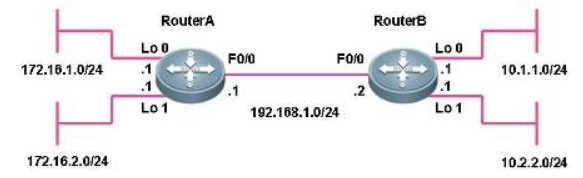 RouterA
RouterB
Lo 0
F0/0
F0/0
Lo 0
172.16.1.0/24
.1
.1
10.1.1.0/24
.1
.1
.2
.1
Lo 1
192.168.1.0/24
Lo 1
172.16.2.0/24
10.2.2.0/24